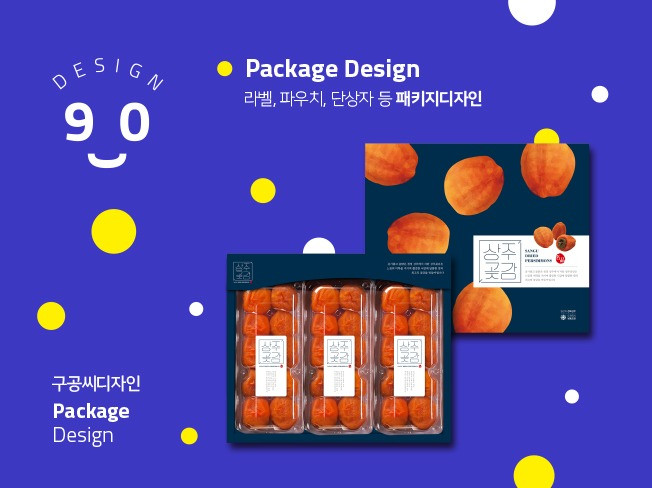 DESIGN
90
Package Design
라벨, 파우치, 단상자 등 패키지디자인
상주
곶감
SANGJU
DRIED
PERSIMMONS
상주
곶감
상주
곶감
상주
곶감
상주
곶감
구공씨디자인
Package
Design